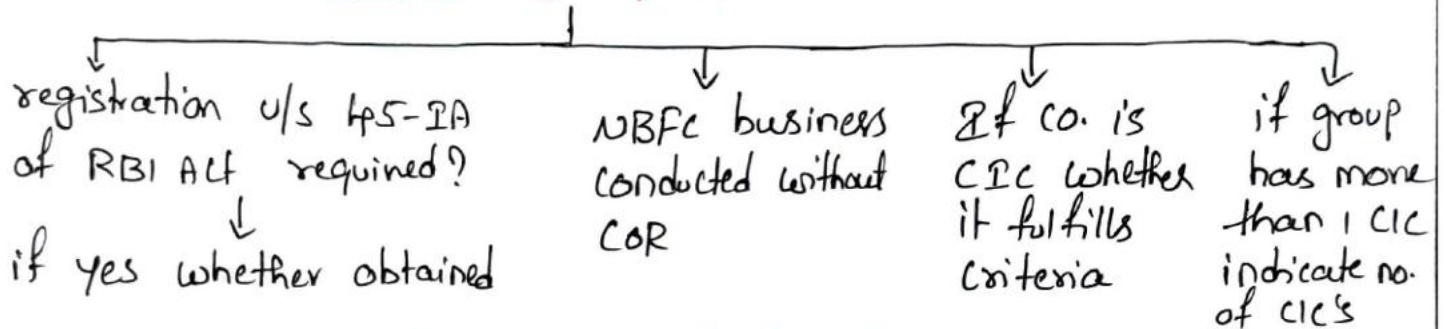 registration u/s 45-IA
of RBI Act required?
if yes whether obtained
NBFC business
conducted without
COR
If co. is
CIC whether
it fulfills
criteria
if group
has more
than 1 CIC
indicate no.
of CIC's